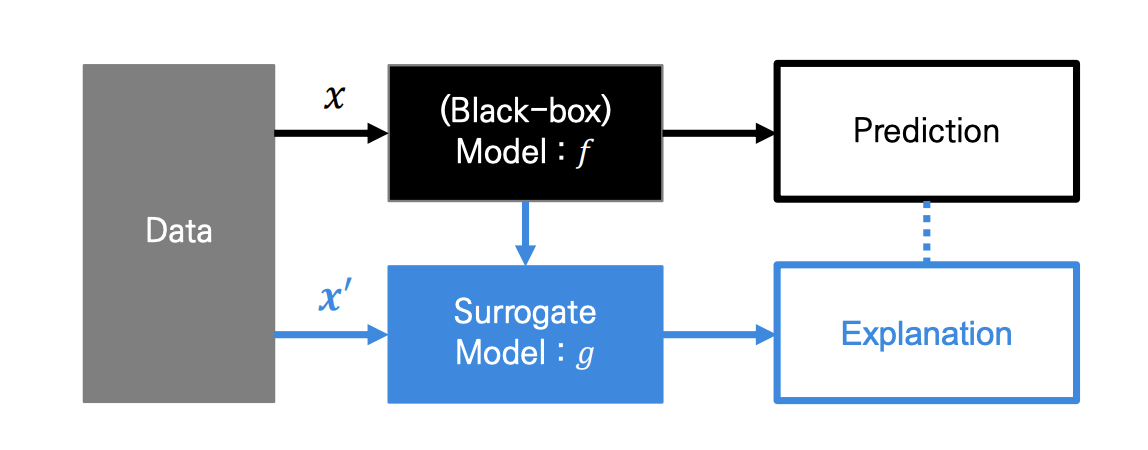 x
(Black-box)
Model : f
Prediction
Data
x′
Surrogate
Model : g
Explanation